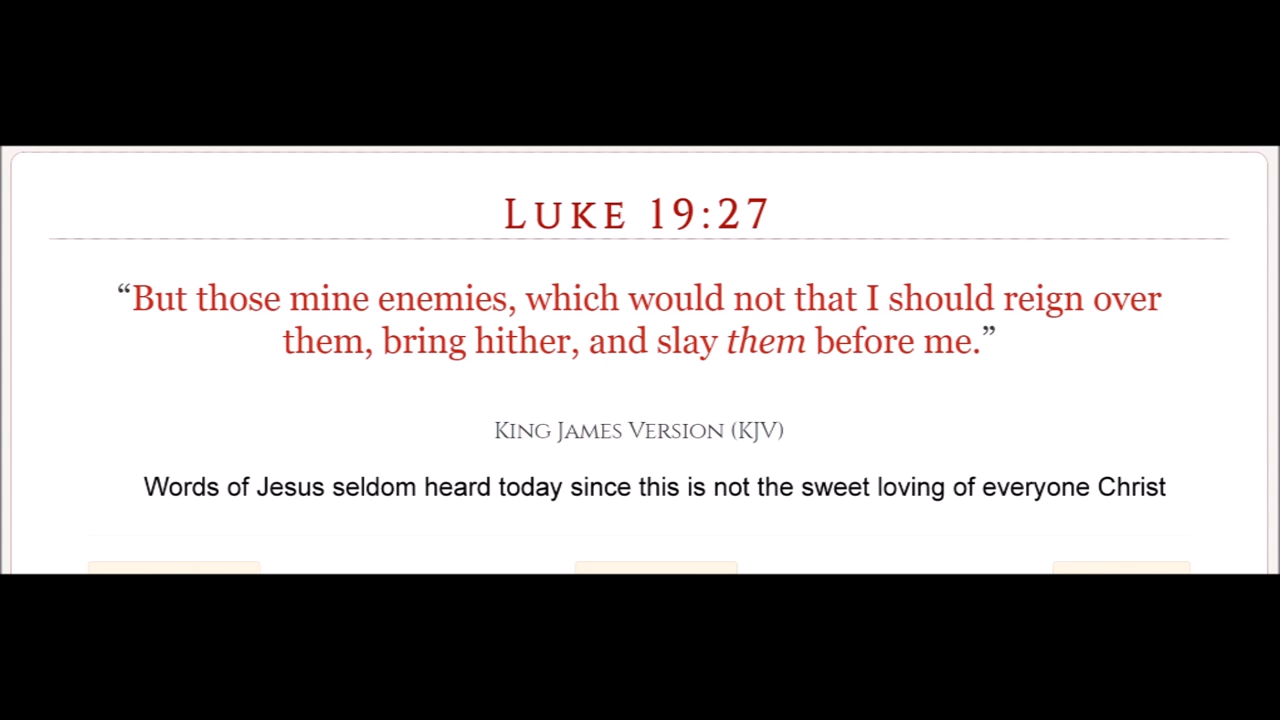 LUKE 19:27
“But those mine enemies, which would not that I should reign over
them, bring hither, and slay them before me.”
KING JAMES VERSION (KJV)
Words of Jesus seldom heard today since this is not the sweet loving of everyone Christ